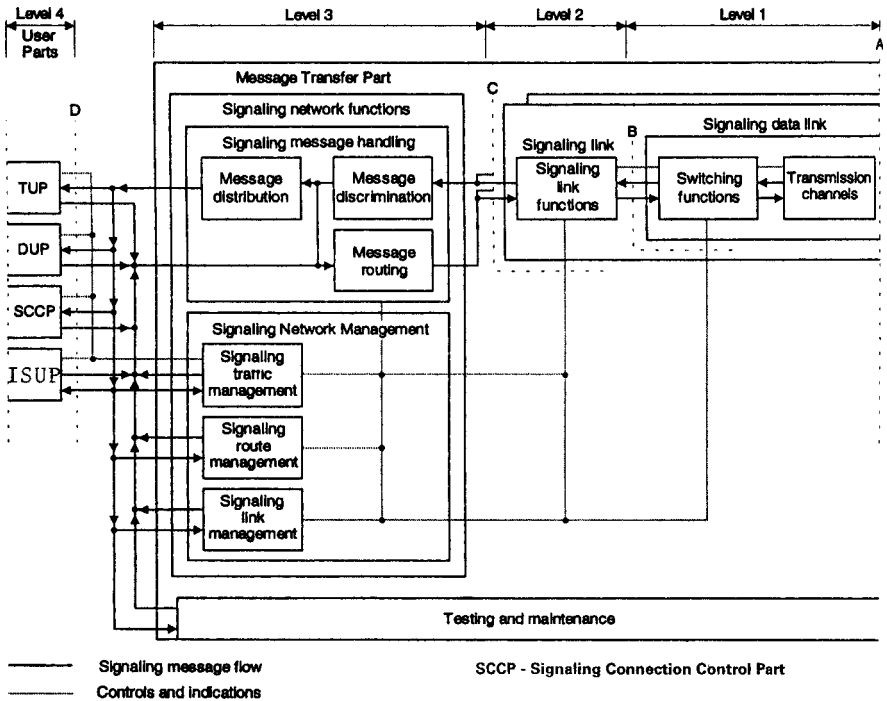 Level 4
Level 3
Level 2
Level 1
User
Parts
A
Message Transfer Part
C
D
Signaling network functions
B
Signaling data link
Signaling message handling
Signaling link
TUP
Message
distribution
Message
discrimination
Signaling
link
functions
Switching
functions
Transmission
channels
DUP
Message
routing
SCCP
Signaling Network Management
ISUP
Signaling
traffic
management
Signaling
route
management
Signaling
link
management
Testing and maintenance
Signaling message flow
SCCP - Signaling Connection Control Part
Controls and indications